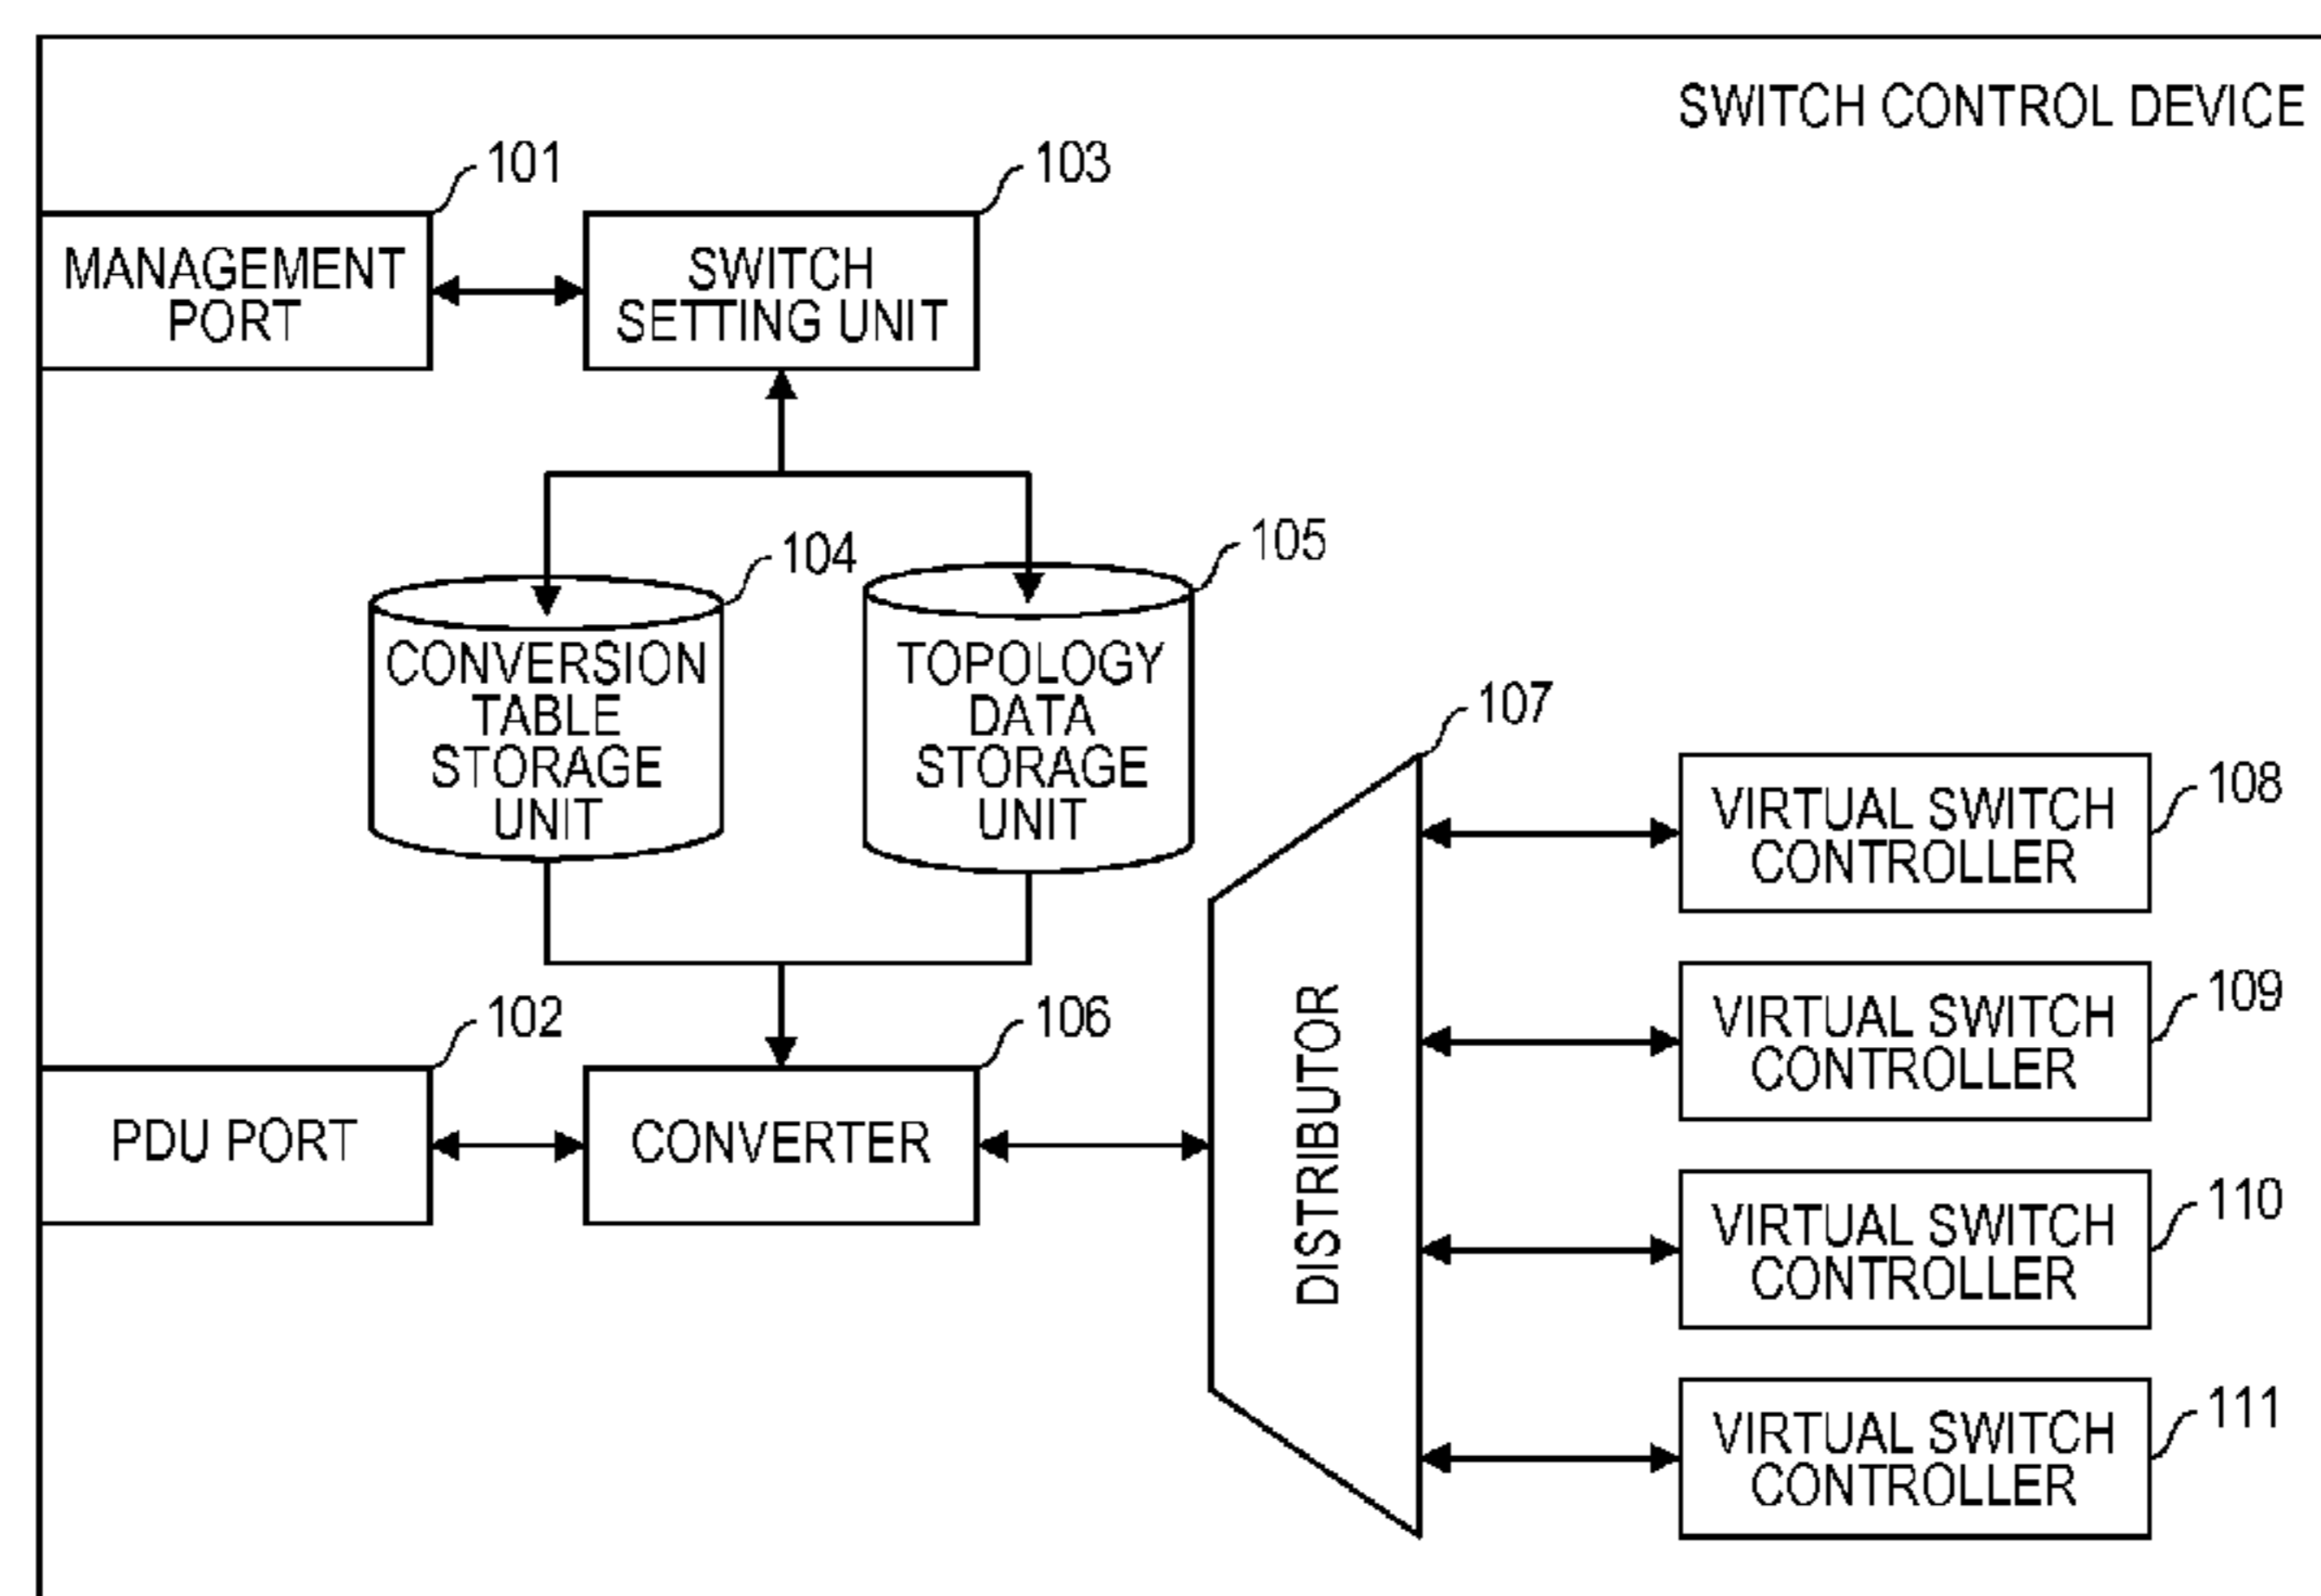 SWITCH CONTROL DEVICE
101
103
MANAGEMENT
PORT
SWITCH
SETTING UNIT
104
105
CONVERSION
TABLE
STORAGE
UNIT
TOPOLOGY
DATA
STORAGE
UNIT
107
108
VIRTUAL SWITCH
CONTROLLER
102
106
109
VIRTUAL SWITCH
CONTROLLER
PDU PORT
CONVERTER
DISTRIBUTOR
110
VIRTUAL SWITCH
CONTROLLER
111
VIRTUAL SWITCH
CONTROLLER